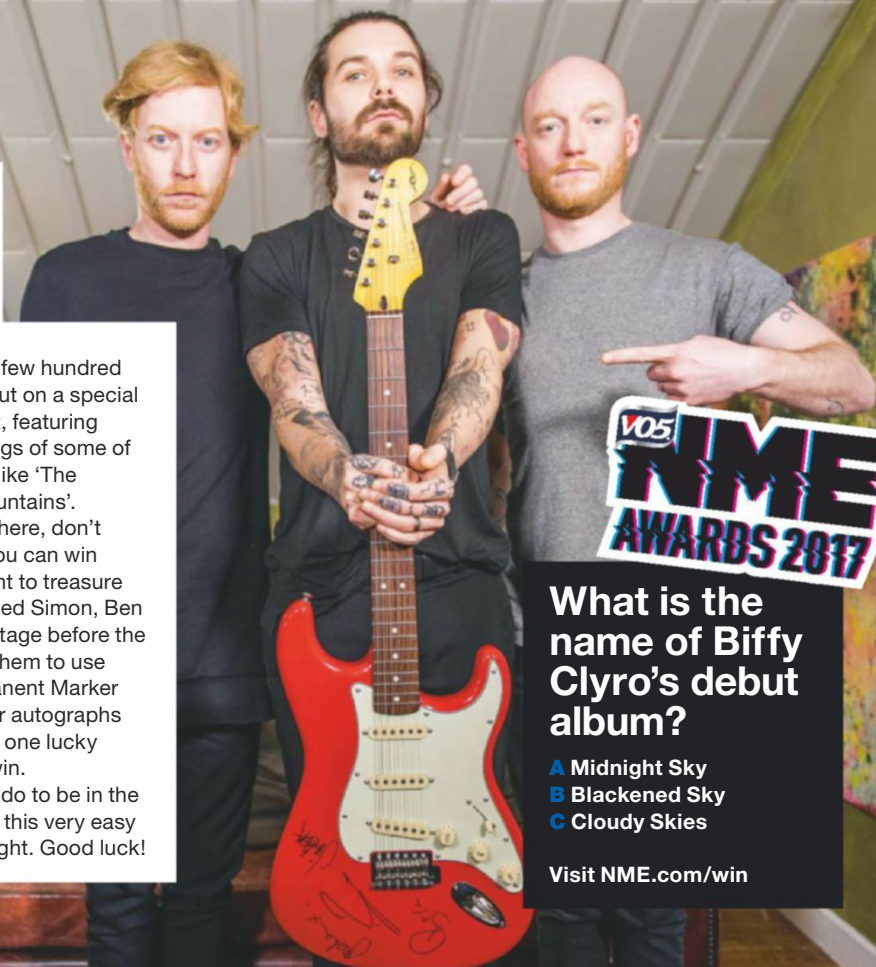 few hundred
ut on a special
, featuring
gs of some of
like ‘The
untains’.
here, don’t
ou can win
nt to treasure
ed Simon, Ben
tage before the
hem to use
anent Marker
r autographs
one lucky
vin.
do to be in the
this very easy
ght. Good luck!
VO5
NME
AWARDS 2017
What is the
name of Biffy
Clyro’s debut
album?
A Midnight Sky
B Blackened Sky
C Cloudy Skies
Visit NME.com/win